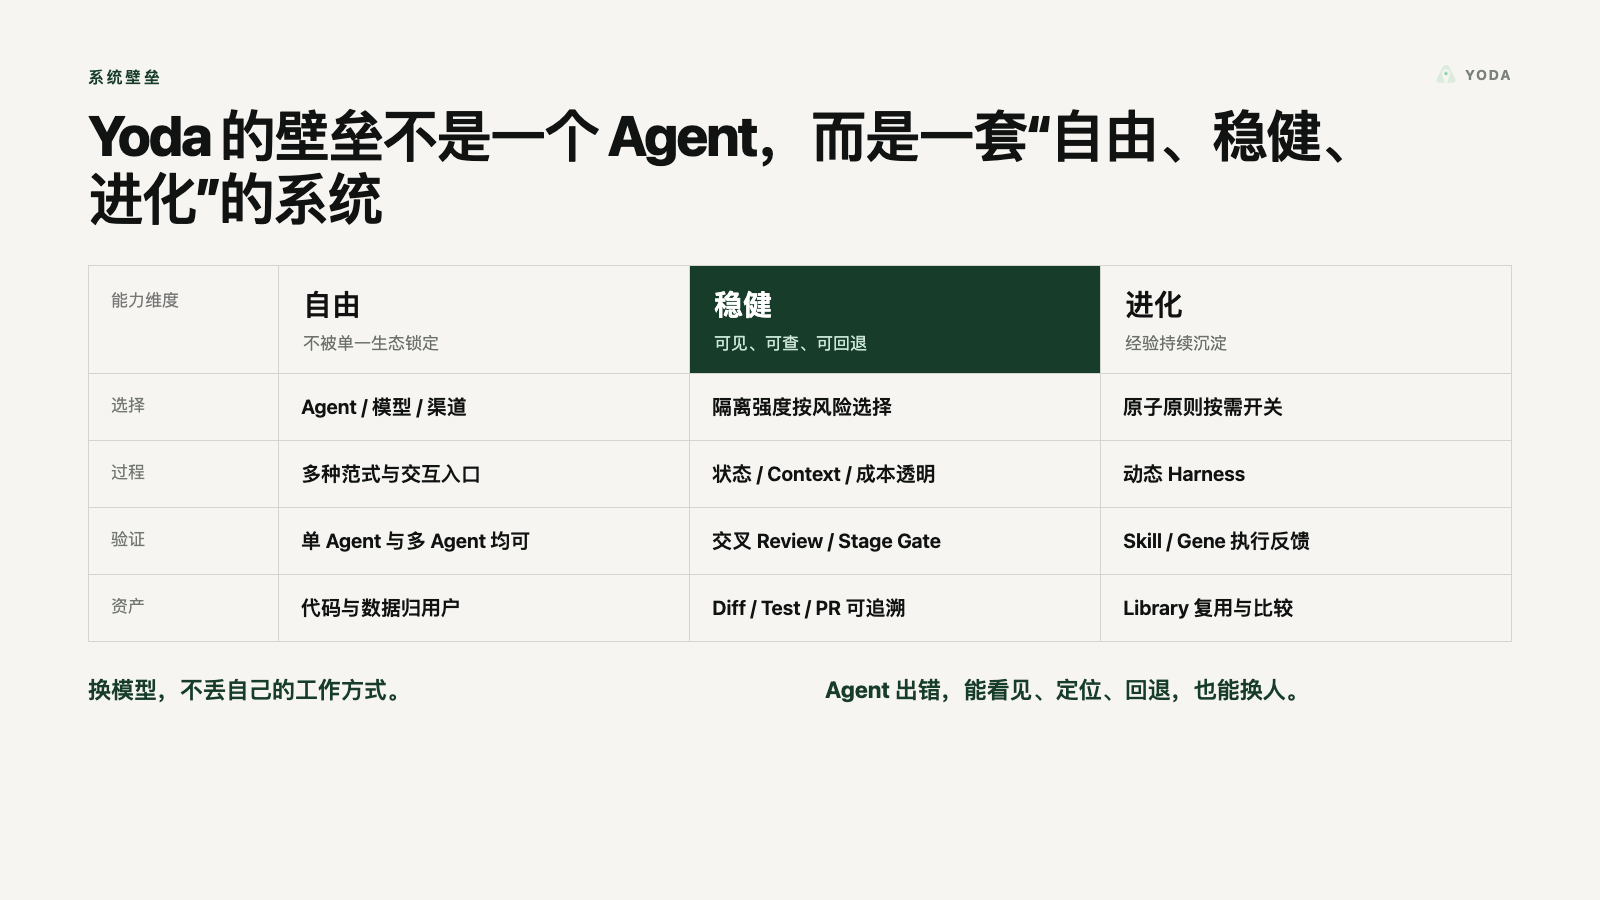 系统壁垒
YODA
Yoda 的壁垒不是一个 Agent，而是一套“自由、稳健、
进化”的系统
能力维度
自由
不被单一生态锁定
稳健
可见、可查、可回退
进化
经验持续沉淀
选择
Agent / 模型 / 渠道
隔离强度按风险选择
原子原则按需开关
过程
多种范式与交互入口
状态 / Context / 成本透明
动态 Harness
验证
单 Agent 与多 Agent 均可
交叉 Review / Stage Gate
Skill / Gene 执行反馈
资产
代码与数据归用户
Diff / Test / PR 可追溯
Library 复用与比较
换模型，不丢自己的工作方式。
Agent 出错，能看见、定位、回退，也能换人。